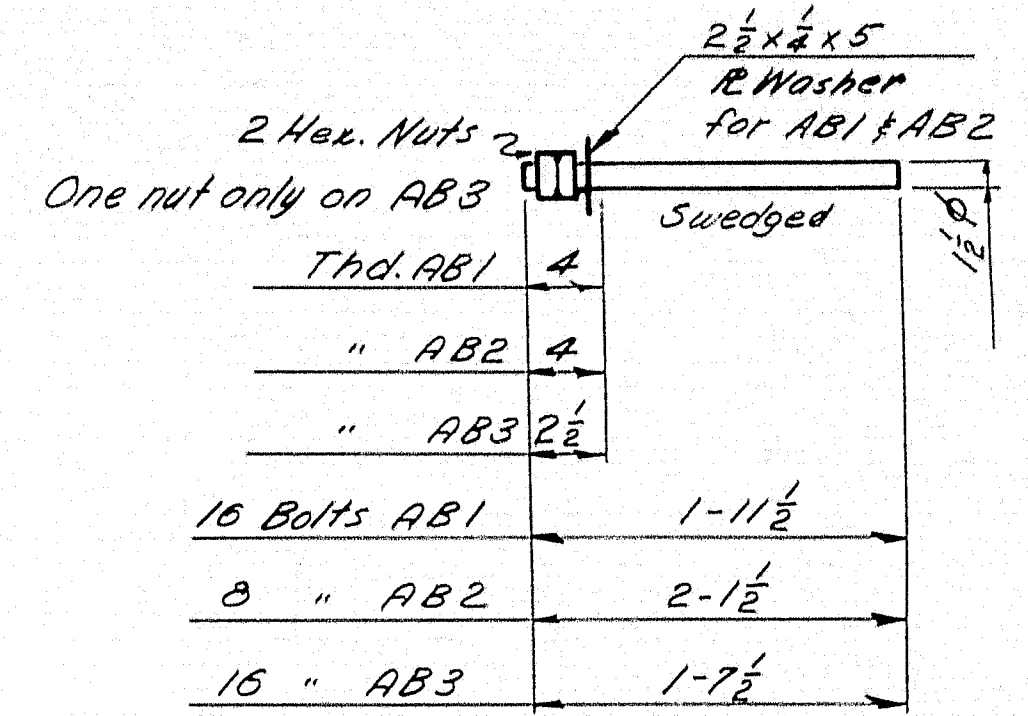 2½ x ¼ x 5
PL Washer
for AB1 & AB2
2 Hex. Nuts
One nut only on AB3
Swedged
1½ φ
Thd. AB1 4
" AB2 4
" AB3 2½
16 Bolts AB1 1-11½
8 " AB2 2-1½
16 " AB3 1-7½